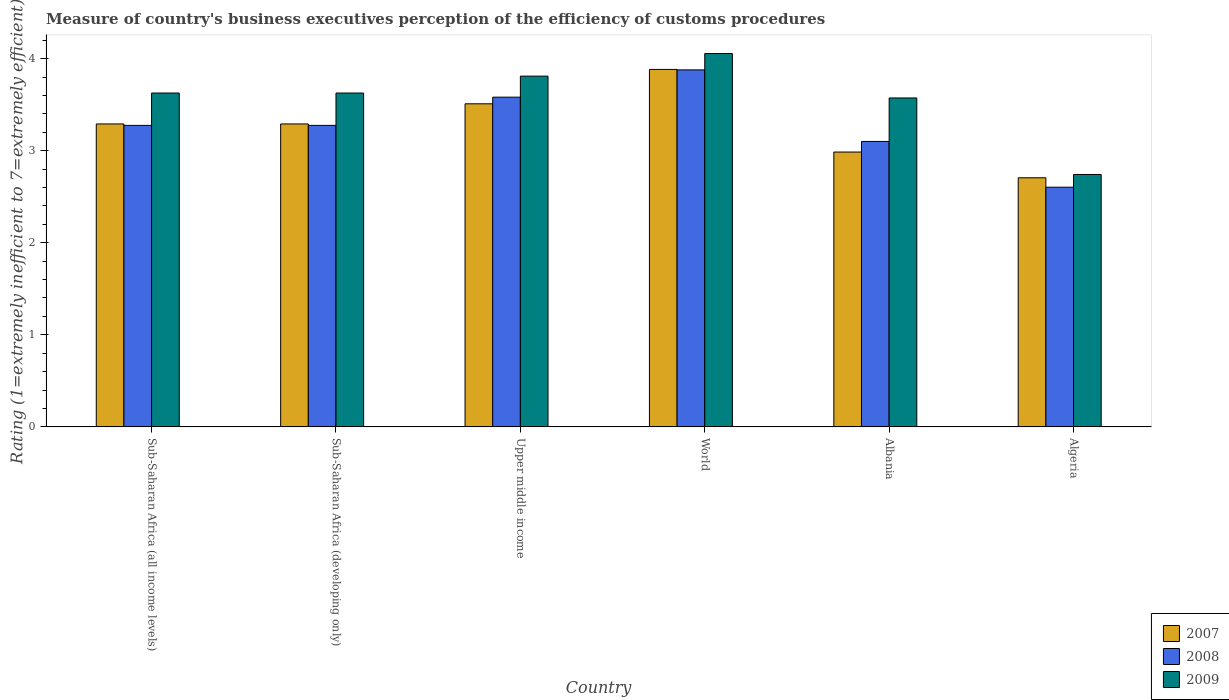 Measure of country's business executives perception of the efficiency of customs procedures
Rating (1=extremely inefficient to 7=extremely efficient)
4
3
2
1
0
Sub-Saharan Africa (all income levels)
Sub-Saharan Africa (developing only)
Upper middle income
World
Albania
Algeria
Country
2007
2008
2009